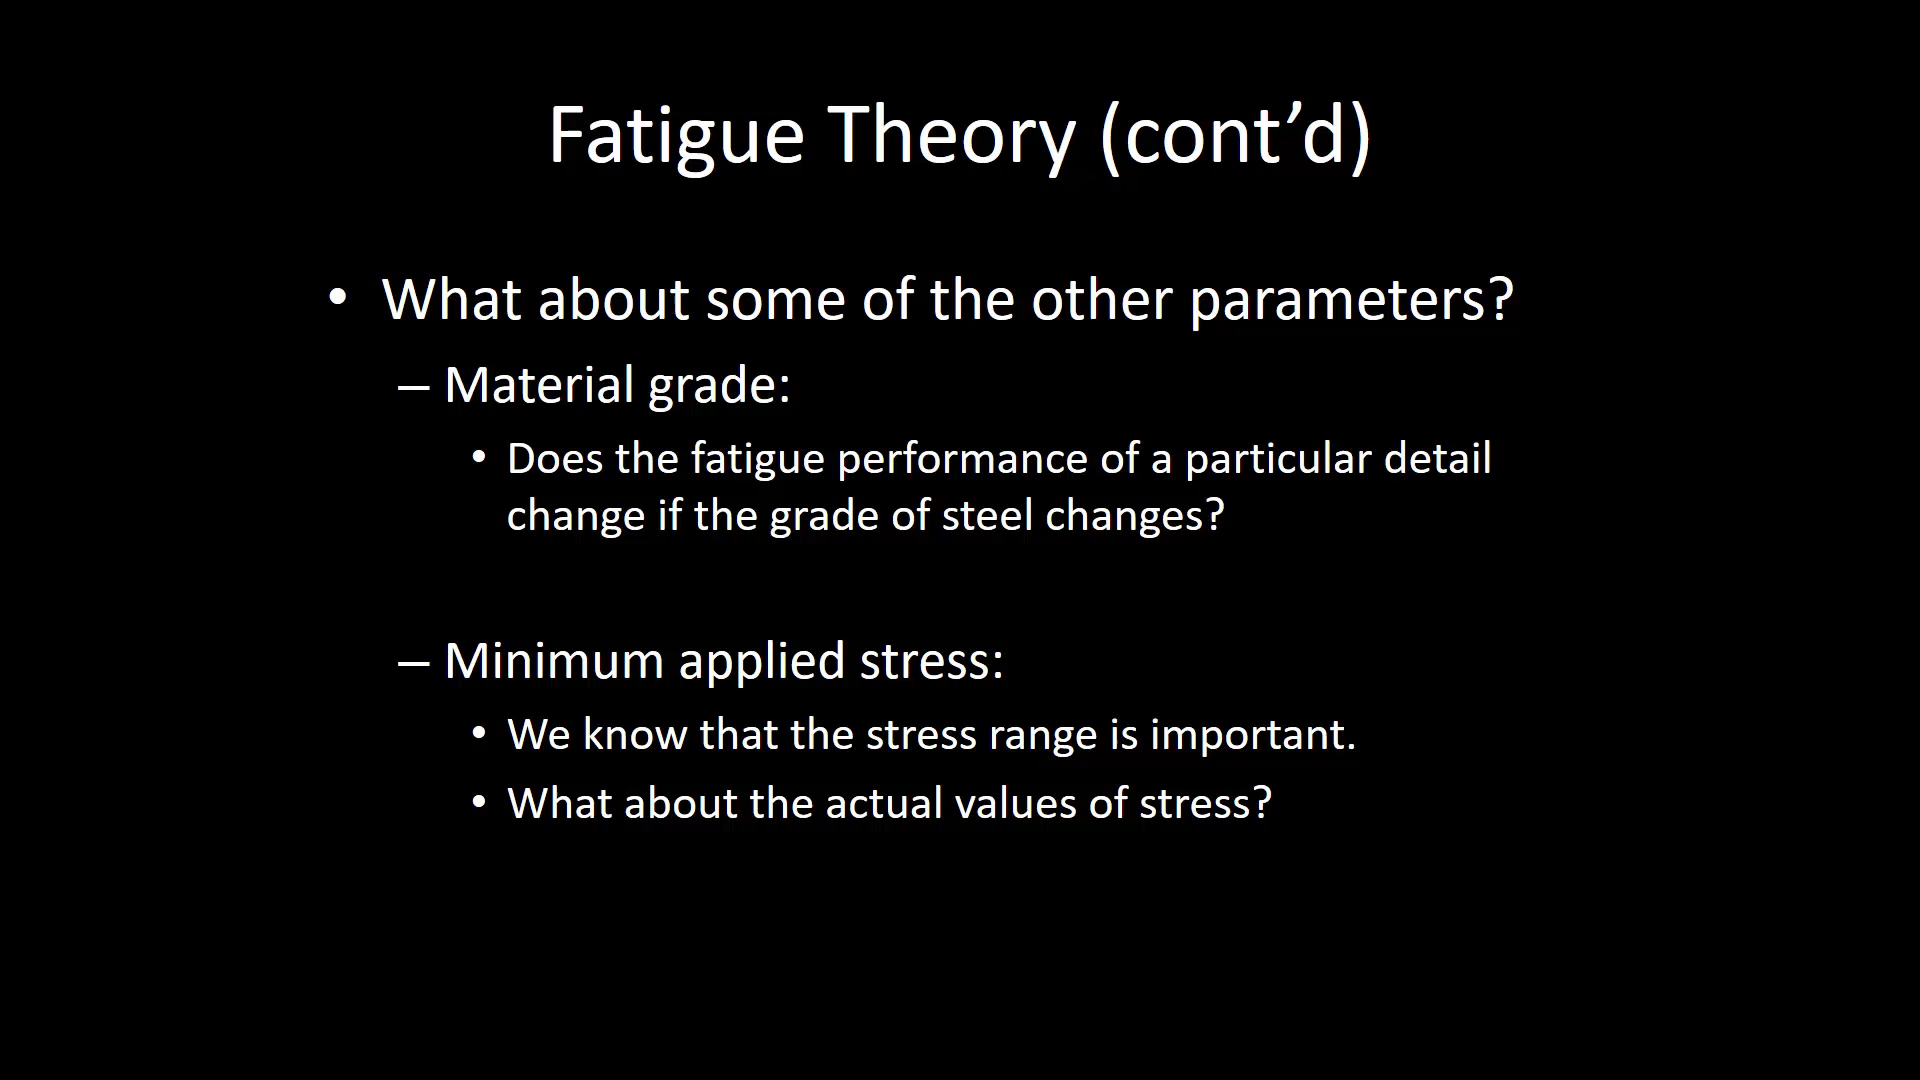 Fatigue Theory (cont’d)
• What about some of the other parameters?
– Material grade:
• Does the fatigue performance of a particular detail
change if the grade of steel changes?
– Minimum applied stress:
• We know that the stress range is important.
• What about the actual values of stress?